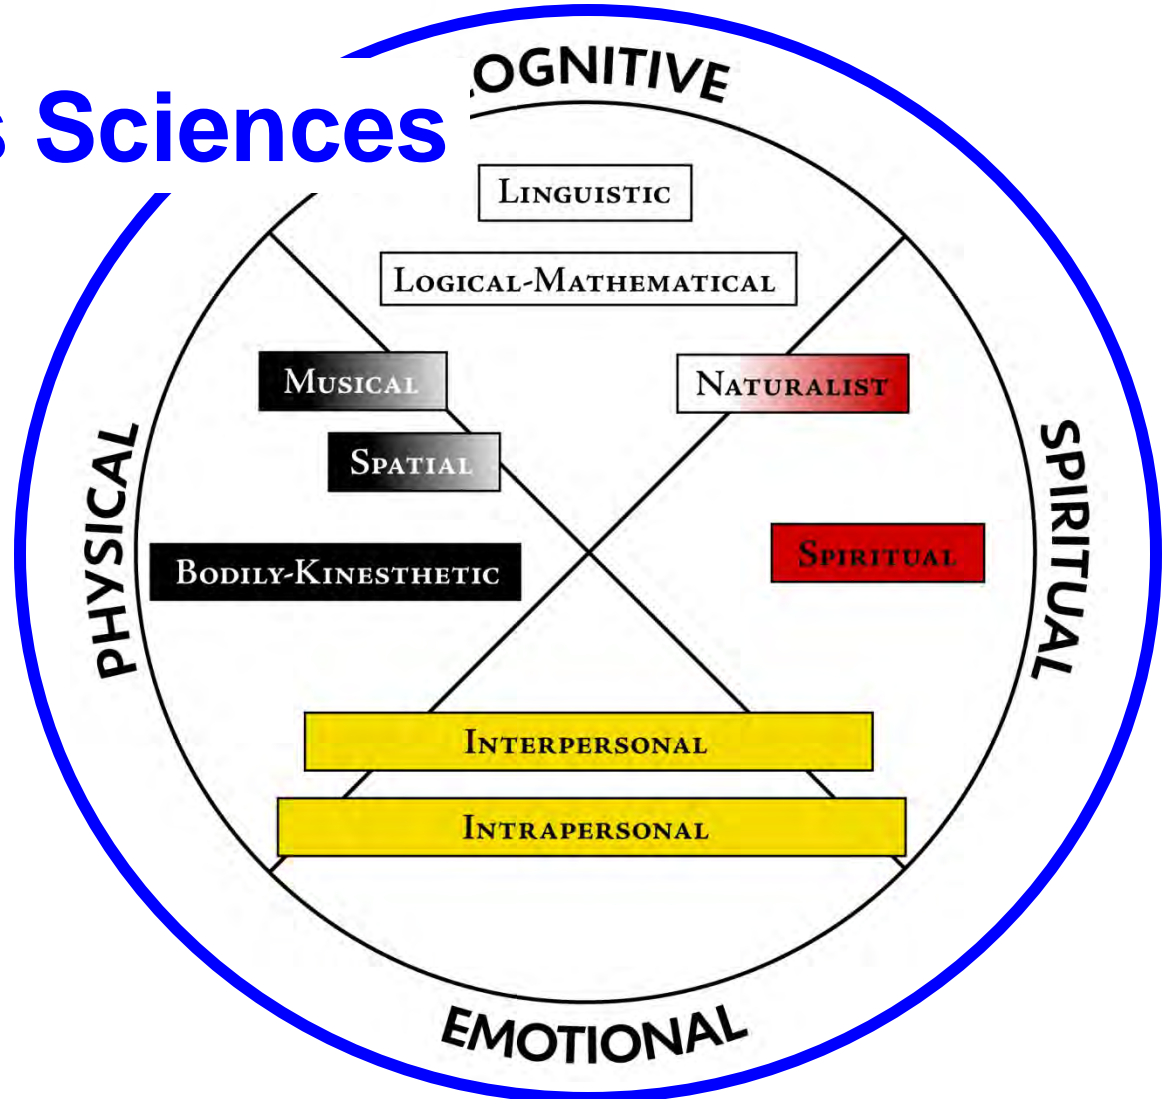 OGNITIVE
s Sciences
LINGUISTIC
LOGICAL-MATHEMATICAL
MUSICAL
NATURALIST
SPATIAL
PHYSICAL
SPIRITUAL
BODILY-KINESTHETIC
SPIRITUAL
INTERPERSONAL
INTRAPERSONAL
EMOTIONAL